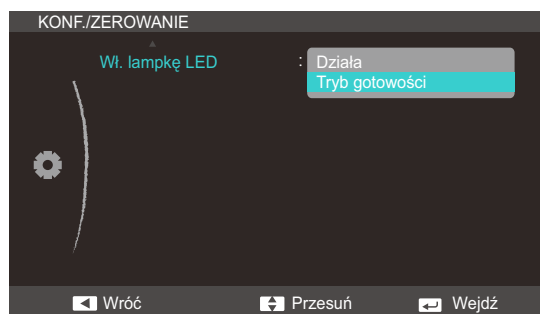 KONF./ZEROWANIE
Wł. lampkę LED : Działa
Tryb gotowości
Wróć Przesuń Wejdź